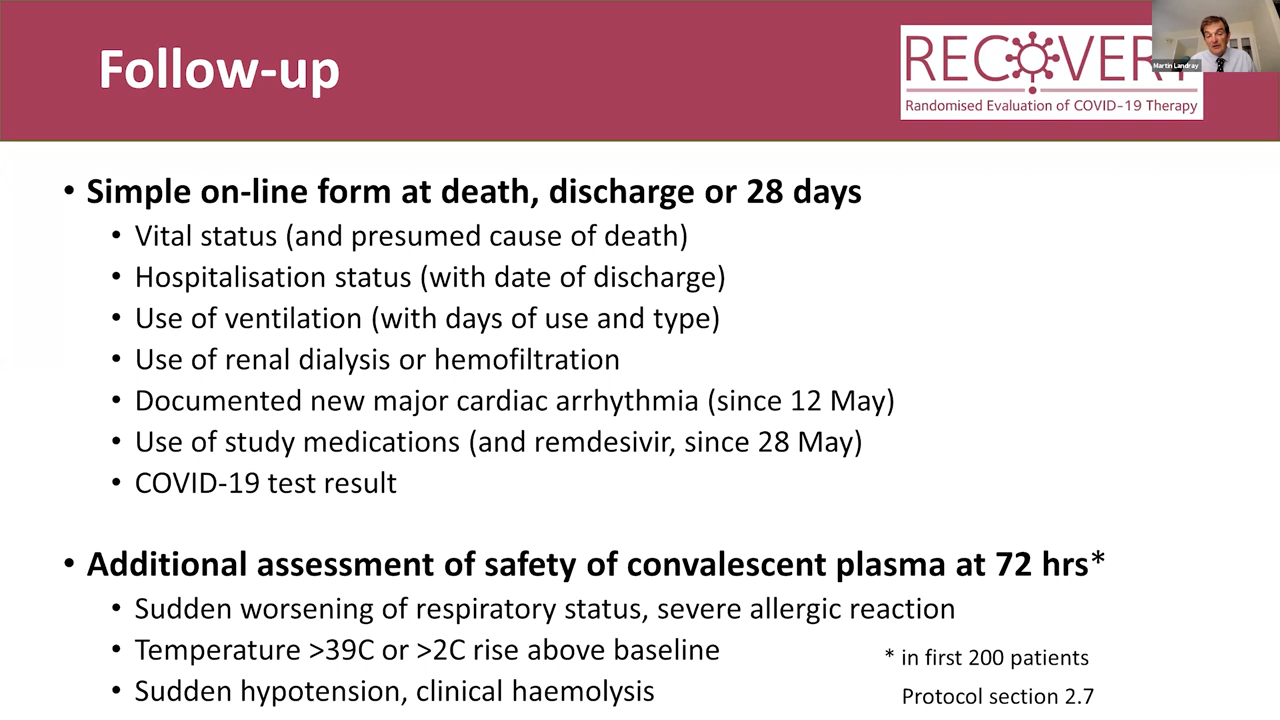 Follow-up
RECOVERY
Martin Landray
Randomised Evaluation of COVID-19 Therapy
• Simple on-line form at death, discharge or 28 days
• Vital status (and presumed cause of death)
• Hospitalisation status (with date of discharge)
• Use of ventilation (with days of use and type)
• Use of renal dialysis or hemofiltration
• Documented new major cardiac arrhythmia (since 12 May)
• Use of study medications (and remdesivir, since 28 May)
• COVID-19 test result
• Additional assessment of safety of convalescent plasma at 72 hrs*
• Sudden worsening of respiratory status, severe allergic reaction
• Temperature >39C or >2C rise above baseline
• Sudden hypotension, clinical haemolysis
* in first 200 patients
Protocol section 2.7